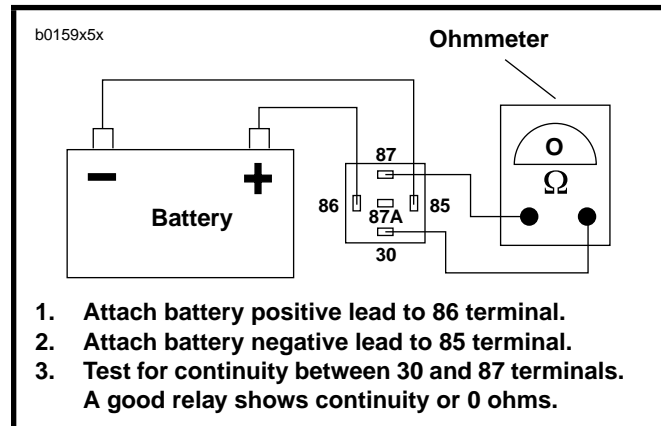 b0159x5x
Ohmmeter
O
Ω
87
86
87A
85
30
Battery
1. Attach battery positive lead to 86 terminal.
2. Attach battery negative lead to 85 terminal.
3. Test for continuity between 30 and 87 terminals.
A good relay shows continuity or 0 ohms.